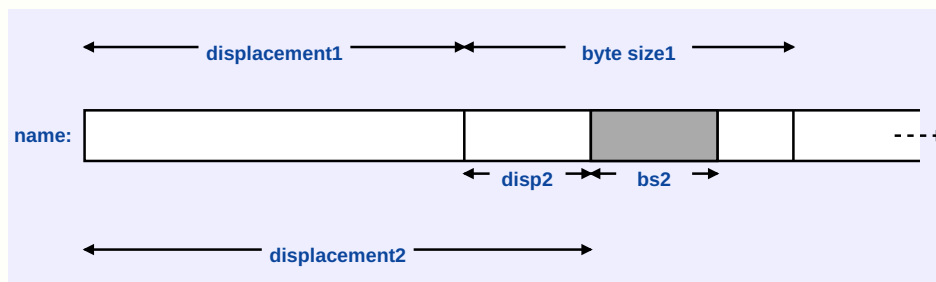 displacement1 byte size1
name:
disp2 bs2
displacement2